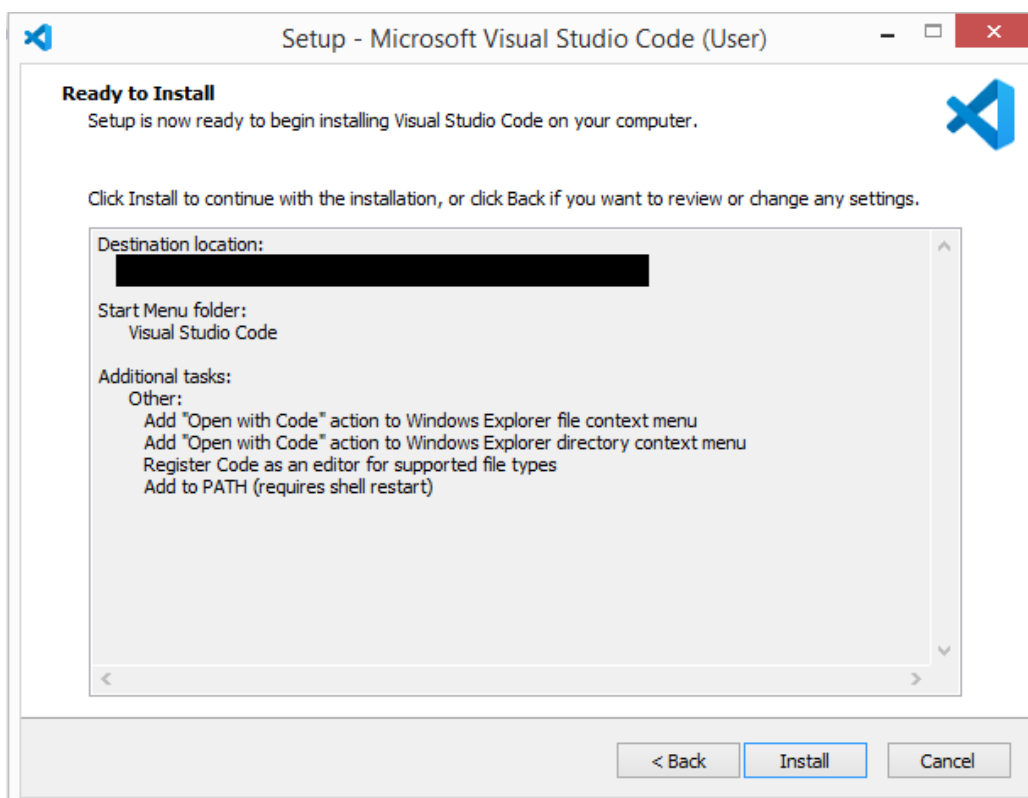 Setup - Microsoft Visual Studio Code (User)
Ready to Install
Setup is now ready to begin installing Visual Studio Code on your computer.
Click Install to continue with the installation, or click Back if you want to review or change any settings.
Destination location:
Start Menu folder:
Visual Studio Code
Additional tasks:
Other:
Add "Open with Code" action to Windows Explorer file context menu
Add "Open with Code" action to Windows Explorer directory context menu
Register Code as an editor for supported file types
Add to PATH (requires shell restart)
< Back
Install
Cancel